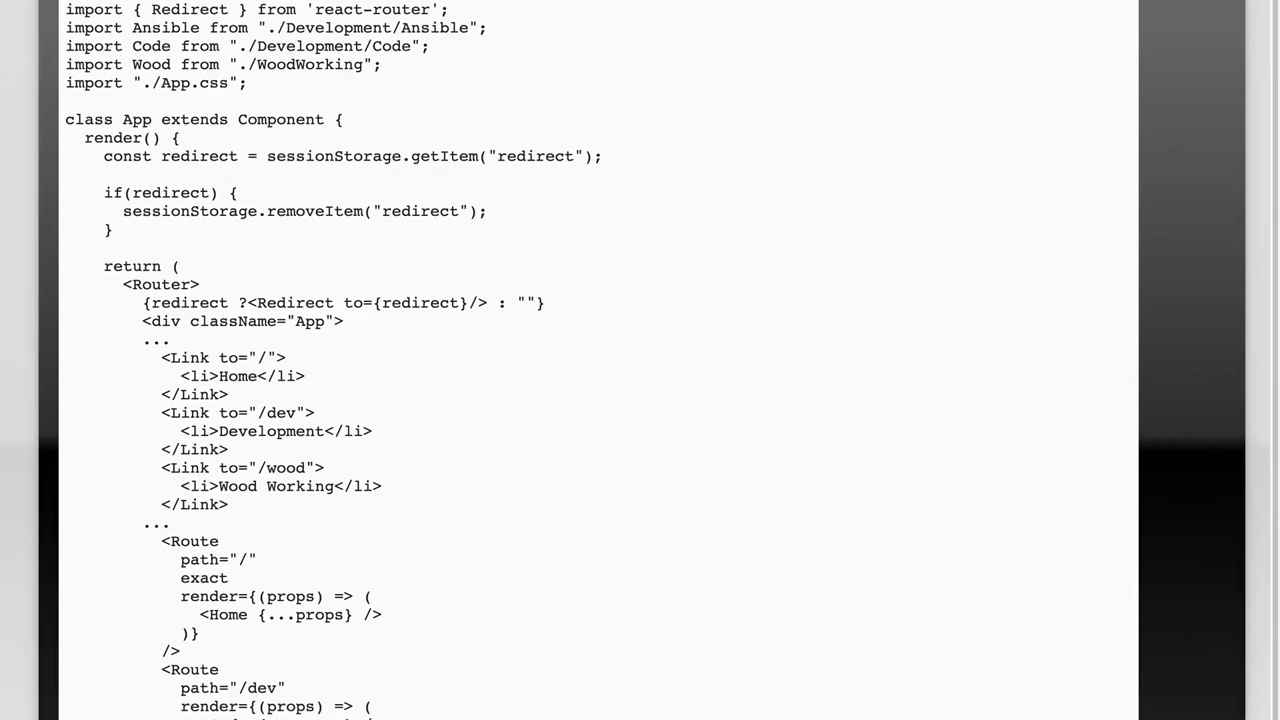 import { Redirect } from 'react-router';
import Ansible from "./Development/Ansible";
import Code from "./Development/Code";
import Wood from "./WoodWorking";
import "./App.css";

class App extends Component {
  render() {
    const redirect = sessionStorage.getItem("redirect");

    if(redirect) {
      sessionStorage.removeItem("redirect");
    }

    return (
      <Router>
        {redirect ?<Redirect to={redirect}/> : ""}
        <div className="App">
        ...
          <Link to="/">
            <li>Home</li>
          </Link>
          <Link to="/dev">
            <li>Development</li>
          </Link>
          <Link to="/wood">
            <li>Wood Working</li>
          </Link>
        ...
          <Route
            path="/"
            exact
            render={(props) => (
              <Home {...props} />
            )}
          />
          <Route
            path="/dev"
            render={(props) => (